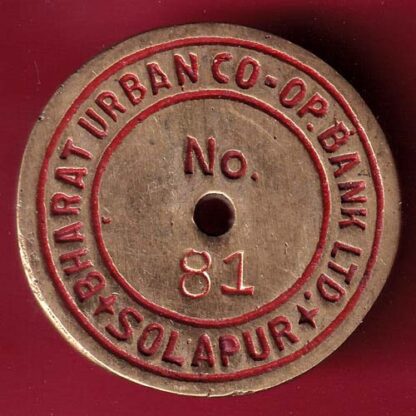 BHARAT URBAN CO-OP. BANK LTD.
No.
81
★ SOLAPUR ★